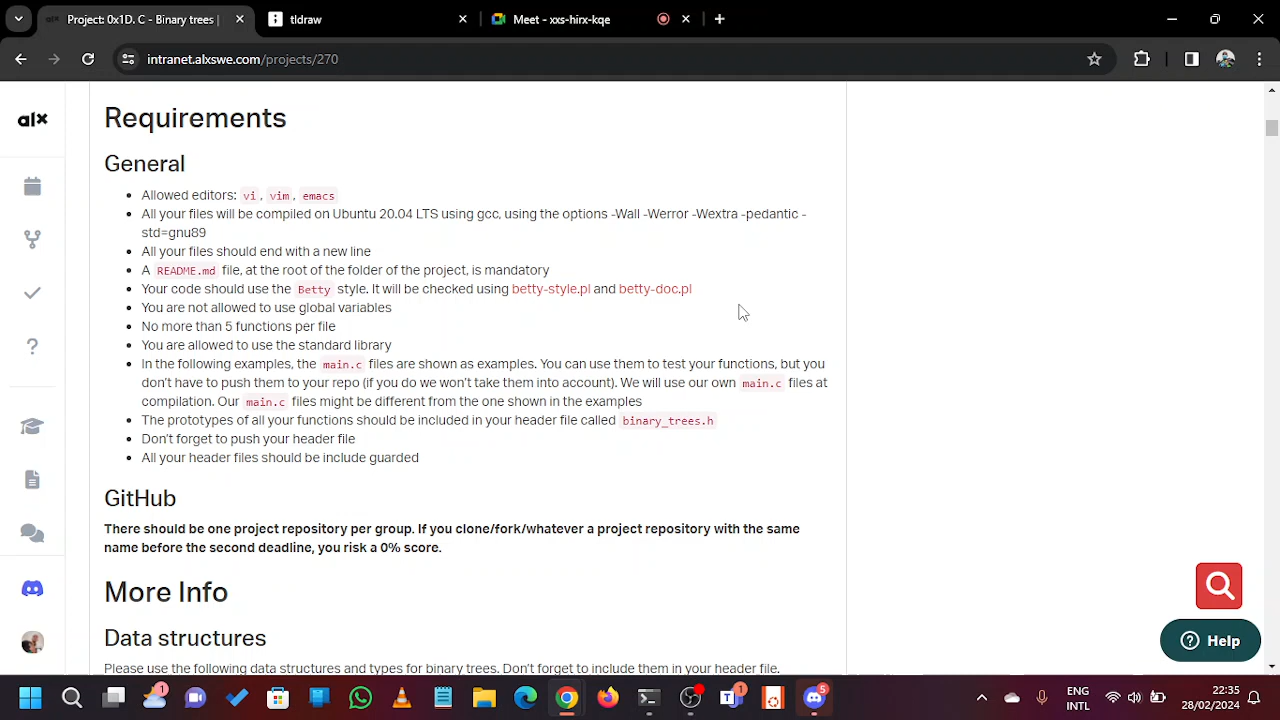 Project: 0x1D. C - Binary trees |
tldraw
Meet - xxs-hirx-kqe
intranet.alxswe.com/projects/270
alx
Requirements
General
Allowed editors: vi, vim, emacs
All your files will be compiled on Ubuntu 20.04 LTS using gcc, using the options -Wall -Werror -Wextra -pedantic -
std=gnu89
All your files should end with a new line
A README.md file, at the root of the folder of the project, is mandatory
Your code should use the Betty style. It will be checked using betty-style.pl and betty-doc.pl
You are not allowed to use global variables
No more than 5 functions per file
You are allowed to use the standard library
In the following examples, the main.c files are shown as examples. You can use them to test your functions, but you
don't have to push them to your repo (if you do we won't take them into account). We will use our own main.c files at
compilation. Our main.c files might be different from the one shown in the examples
The prototypes of all your functions should be included in your header file called binary_trees.h
Don't forget to push your header file
All your header files should be include guarded
GitHub
There should be one project repository per group. If you clone/fork/whatever a project repository with the same
name before the second deadline, you risk a 0% score.
More Info
Data structures
Please use the following data structures and types for binary trees. Don't forget to include them in your header file.
Help
1
1
5
ENG
INTL
22:35
28/02/2024